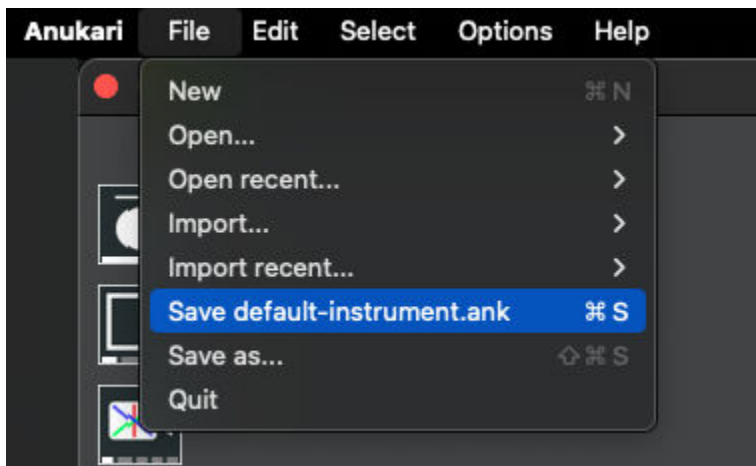 Anukari File Edit Select Options Help
New ⌘ N
Open...
Open recent...
Import...
Import recent...
Save default-instrument.ank ⌘ S
Save as... ⇧ ⌘ S
Quit